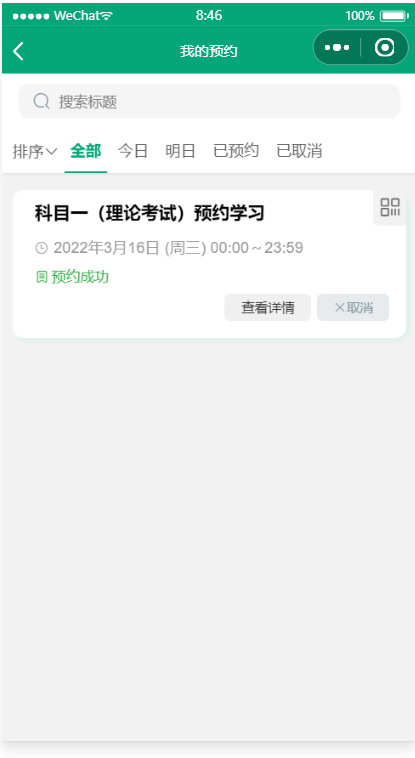 WeChat 8:46 100%
我的预约
搜索标题
排序 全部 今日 明日 已预约 已取消
科目一（理论考试）预约学习
2022年3月16日 (周三) 00:00～23:59
预约成功
查看详情 ×取消